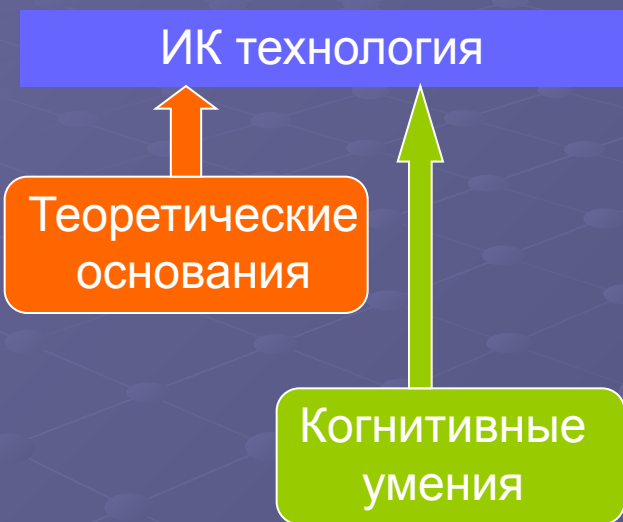 ИК технология
Теоретические
основания
Когнитивные
умения